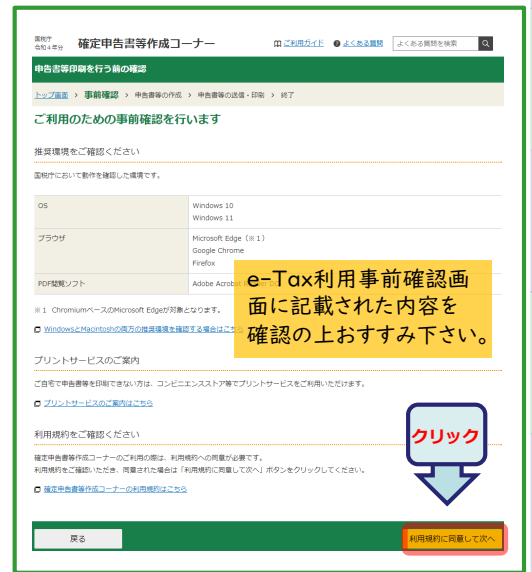 国税庁
令和4年分
確定申告書等作成コーナー
ご利用ガイド
よくある質問
よくある質問を検索
申告書等印刷を行う前の確認
トップ画面 > 事前確認 > 申告書等の作成 > 申告書等の送信・印刷 > 終了
ご利用のための事前確認を行います
推奨環境をご確認ください
国税庁において動作を確認した環境です。
OS
Windows 10
Windows 11
ブラウザ
Microsoft Edge（※１）
Google Chrome
Firefox
PDF閲覧ソフト
Adobe Acrobat
e-Tax利用事前確認画
面に記載された内容を
確認の上おすすみ下さい。
※１ ChromiumベースのMicrosoft Edgeが対象となります。
WindowsとMacintoshの両方の推奨環境を確認する場合はこちら
プリントサービスのご案内
ご自宅で申告書等を印刷できない方は、コンビニエンスストア等でプリントサービスをご利用いただけます。
プリントサービスのご案内はこちら
利用規約をご確認ください
確定申告書等作成コーナーのご利用の際は、利用規約への同意が必要です。
利用規約をご確認いただき、同意された場合は「利用規約に同意して次へ」ボタンをクリックしてください。
確定申告書等作成コーナーの利用規約はこちら
クリック
戻る
利用規約に同意して次へ